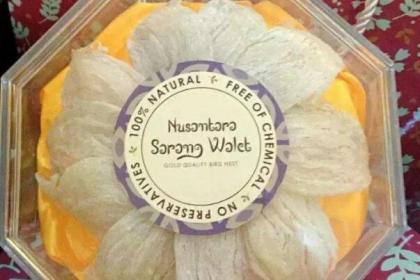 100% NATURAL
FREE OF CHEMICAL
NO PRESERVATIVES
Nusantara
Sarang Walet
GOLD QUALITY BIRD NEST